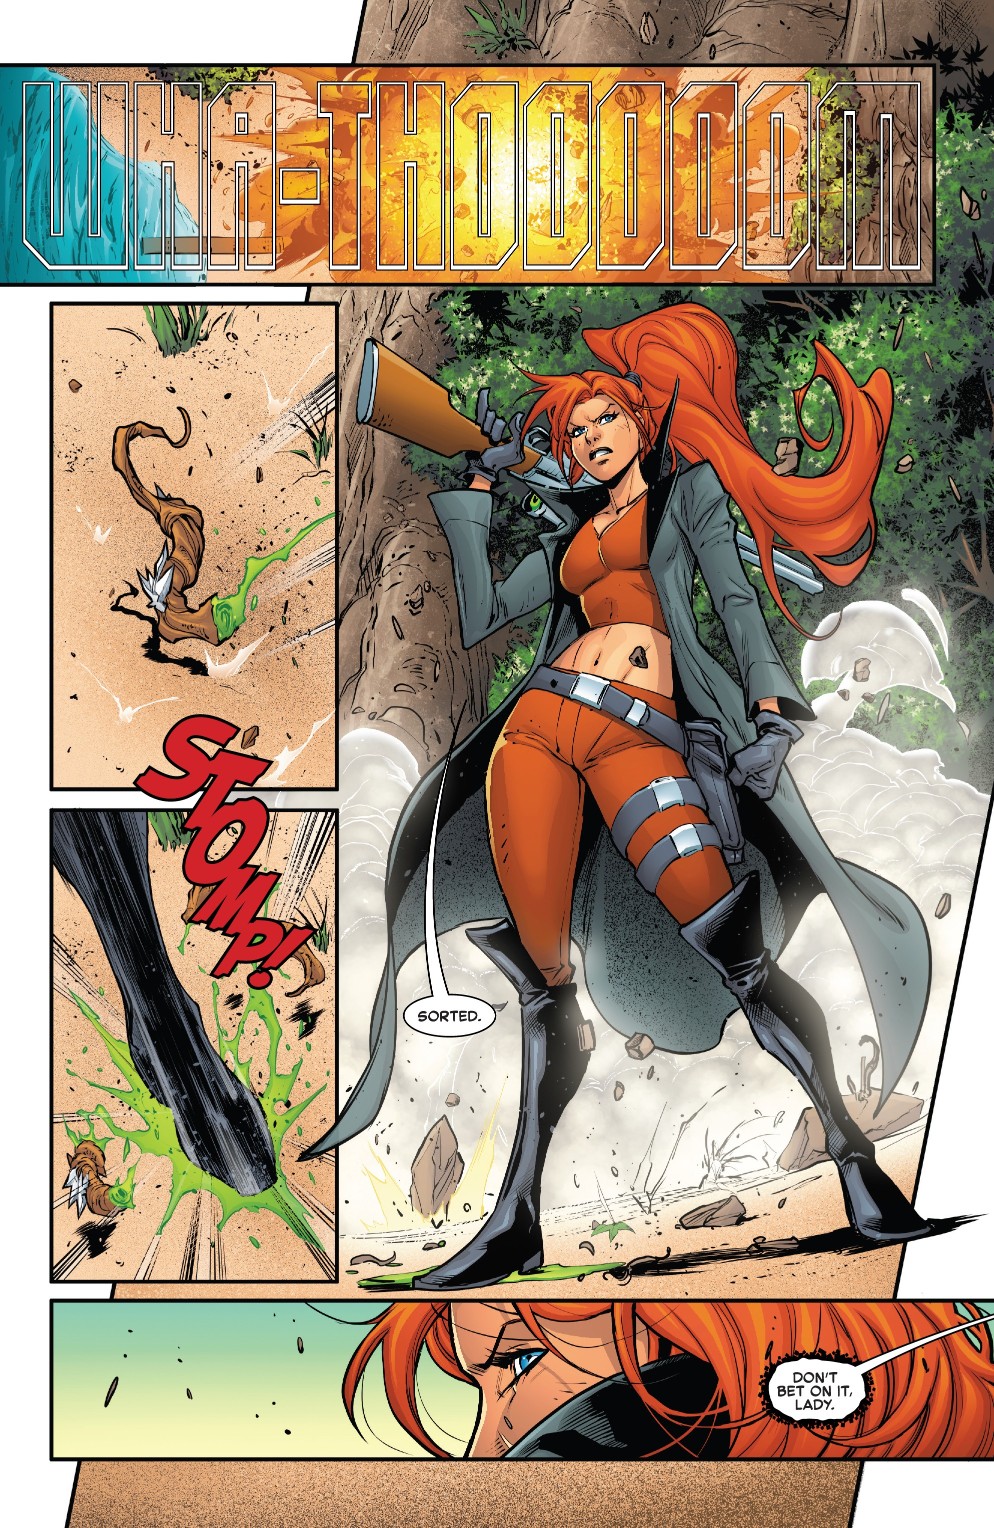 WHA-THOOOOOM
STOMP!
SORTED.
DON'T
BET ON IT,
LADY.